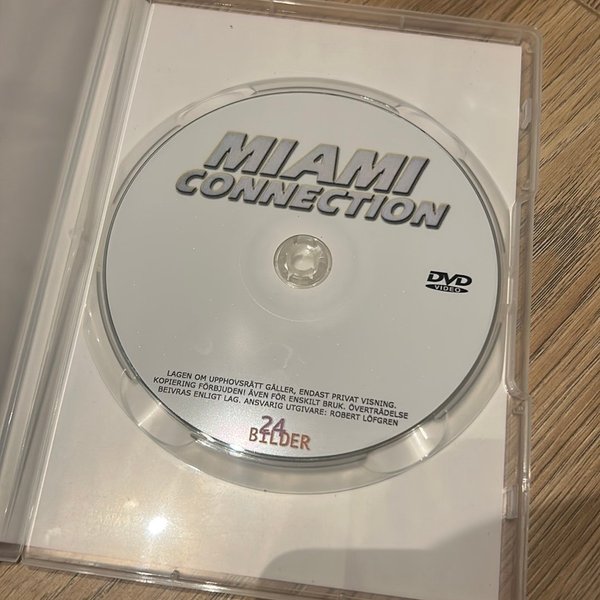 MIAMI
CONNECTION
DVD
VIDEO
LAGEN OM UPPHOVSRÄTT GÄLLER, ENDAST PRIVAT VISNING.
KOPIERING FÖRBJUDEN! ÄVEN FÖR ENSKILT BRUK. ÖVERTRÄDELSE
BEIVRAS ENLIGT LAG. ANSVARIG UTGIVARE: ROBERT LÖFGREN
24
BILDER